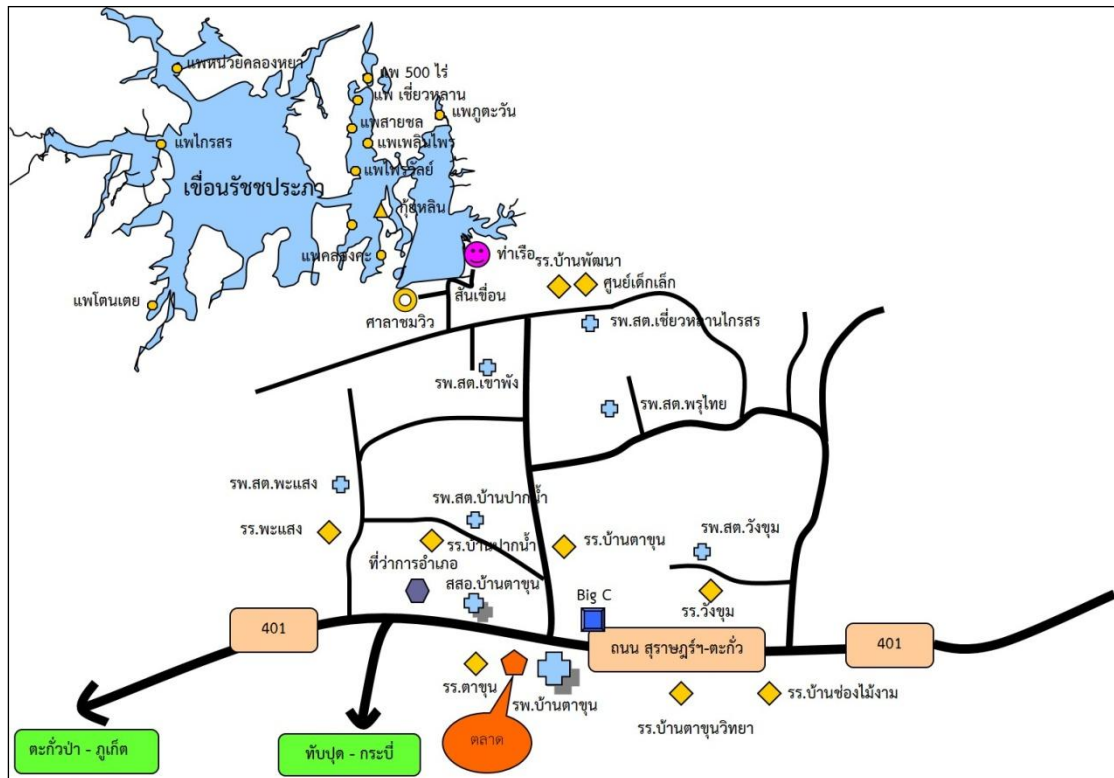 แพหน่วยคลองหยา
แพ 500 ไร่
แพ เชี่ยวหลาน
แพภูตะวัน
แพสายชล
แพไกรสร
แพเพลินไพร
แพไพรวัลย์
เขื่อนรัชชประภา
กุ้ยหลิน
แพคลองคะ
ท่าเรือ
รร.บ้านพัฒนา
ศูนย์เด็กเล็ก
สันเขื่อน
แพโตนเตย
ศาลาชมวิว
รพ.สต.เชี่ยวหลานไกรสร
รพ.สต.เขาพัง
รพ.สต.พรุไทย
รพ.สต.พะแสง
รพ.สต.บ้านปากน้ำ
รร.พะแสง
รร.บ้านปากน้ำ
รร.บ้านตาขุน
รพ.สต.วังขุม
ที่ว่าการอำเภอ
สสอ.บ้านตาขุน
Big C
รร.วังขุม
401
ถนน สุราษฎร์ฯ-ตะกั่ว
401
รร.ตาขุน
รพ.บ้านตาขุน
รร.บ้านช่องไม้งาม
รร.บ้านตาขุนวิทยา
ตลาด
ตะกั่วป่า - ภูเก็ต
ทับปุด - กระบี่